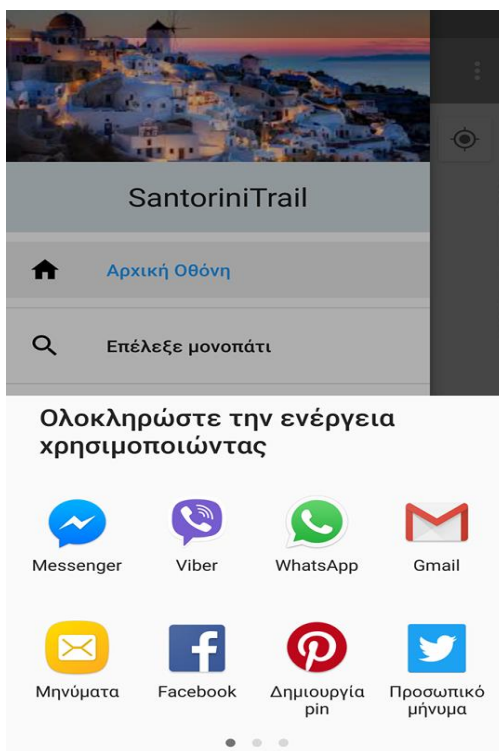 SantoriniTrail
Αρχική Οθόνη
Επέλεξε μονοπάτι
Ολοκληρώστε την ενέργεια
χρησιμοποιώντας
Messenger
Viber
WhatsApp
Gmail
Μηνύματα
Facebook
Δημιουργία
pin
Προσωπικό
μήνυμα